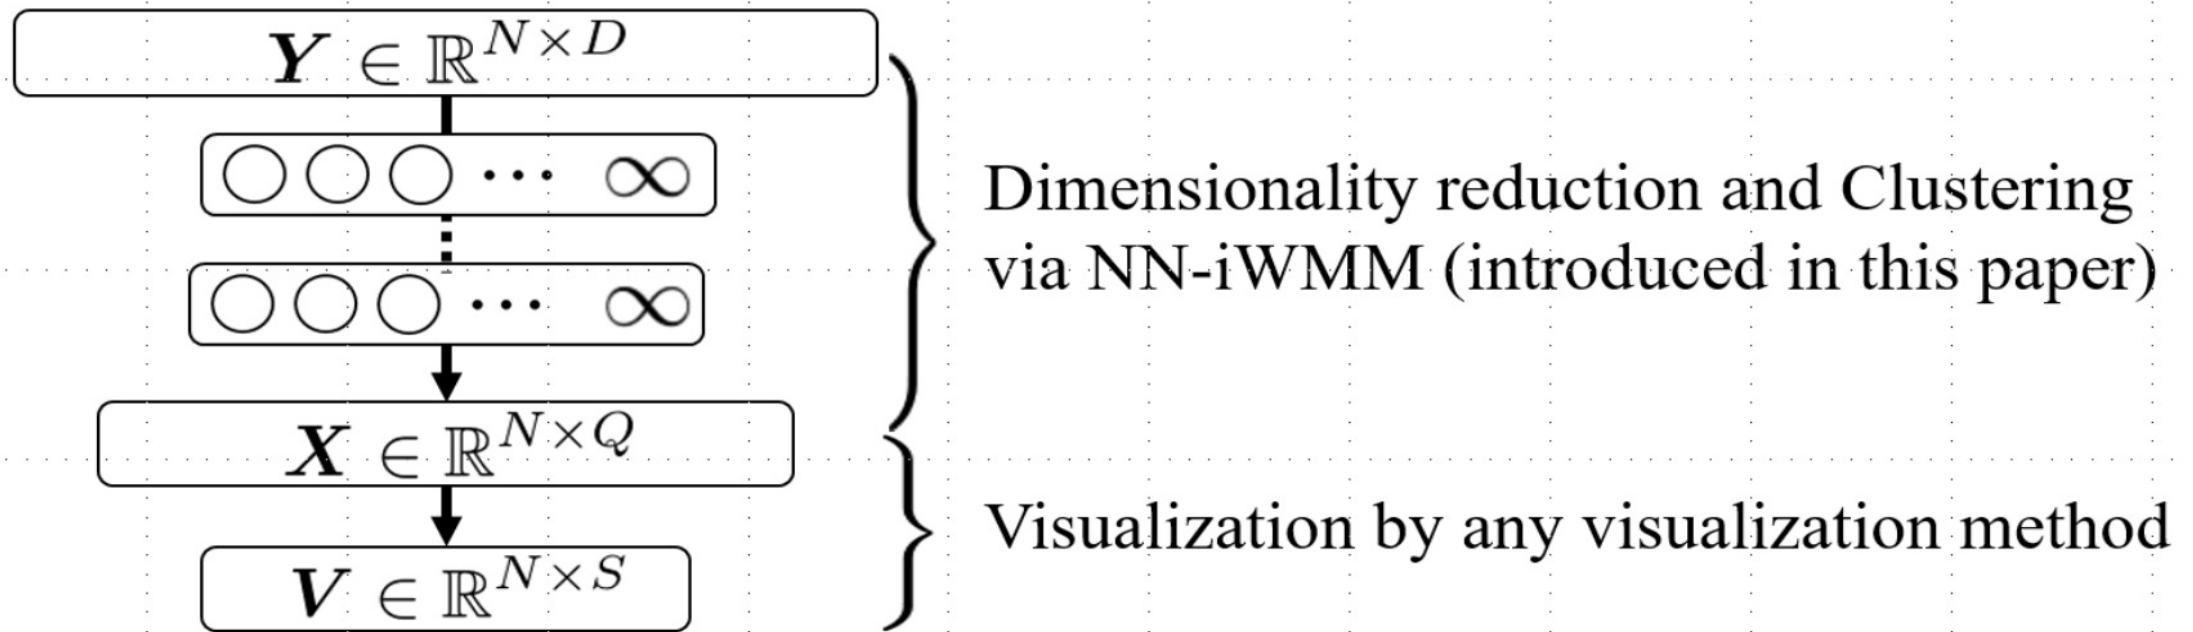 Y ∈ ℝ^{N×D}
··· ∞
··· ∞
Dimensionality reduction and Clustering
via NN-iWMM (introduced in this paper)
X ∈ ℝ^{N×Q}
V ∈ ℝ^{N×S}
Visualization by any visualization method